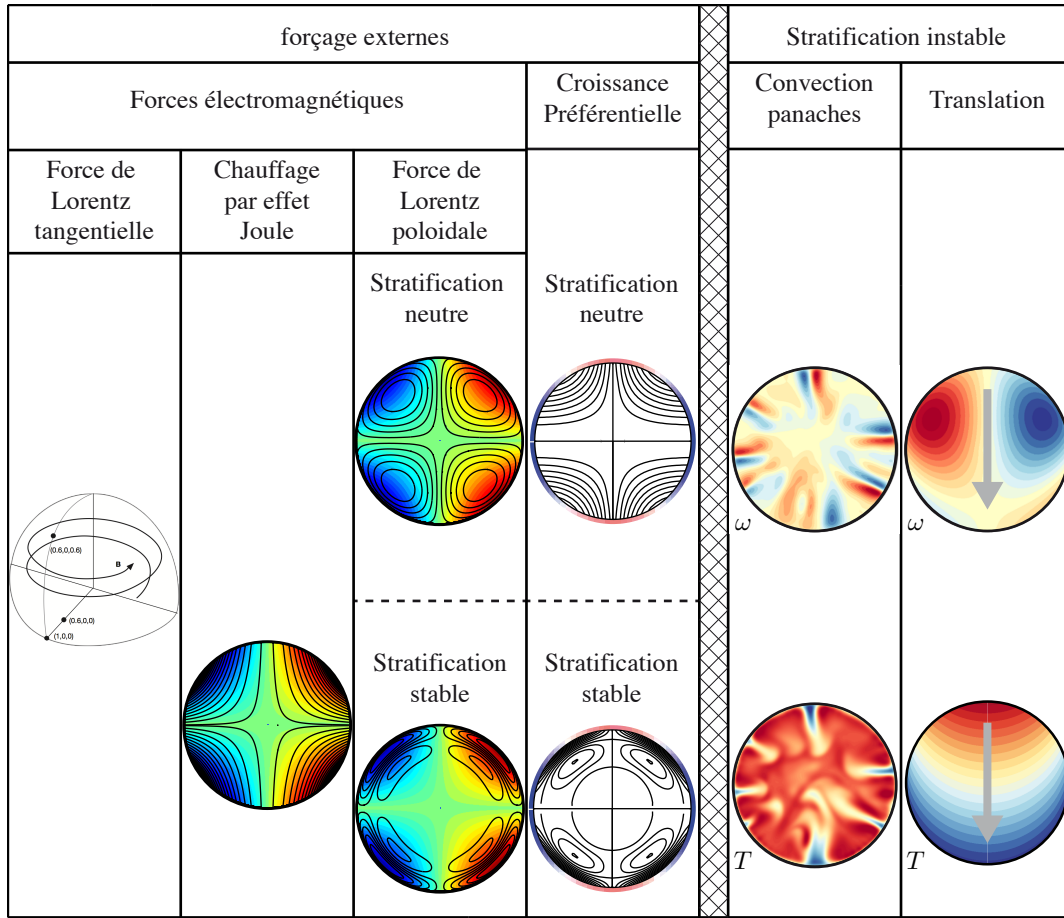 forçage externes
Stratification instable
Forces électromagnétiques
Croissance
Préférentielle
Convection
panaches
Translation
Force de
Lorentz
tangentielle
Chauffage
par effet
Joule
Force de
Lorentz
poloidale
Stratification
neutre
Stratification
neutre
ω
ω
(0.6,0,0.6)
B
(0.6,0,0)
(1,0,0)
Stratification
stable
Stratification
stable
T
T